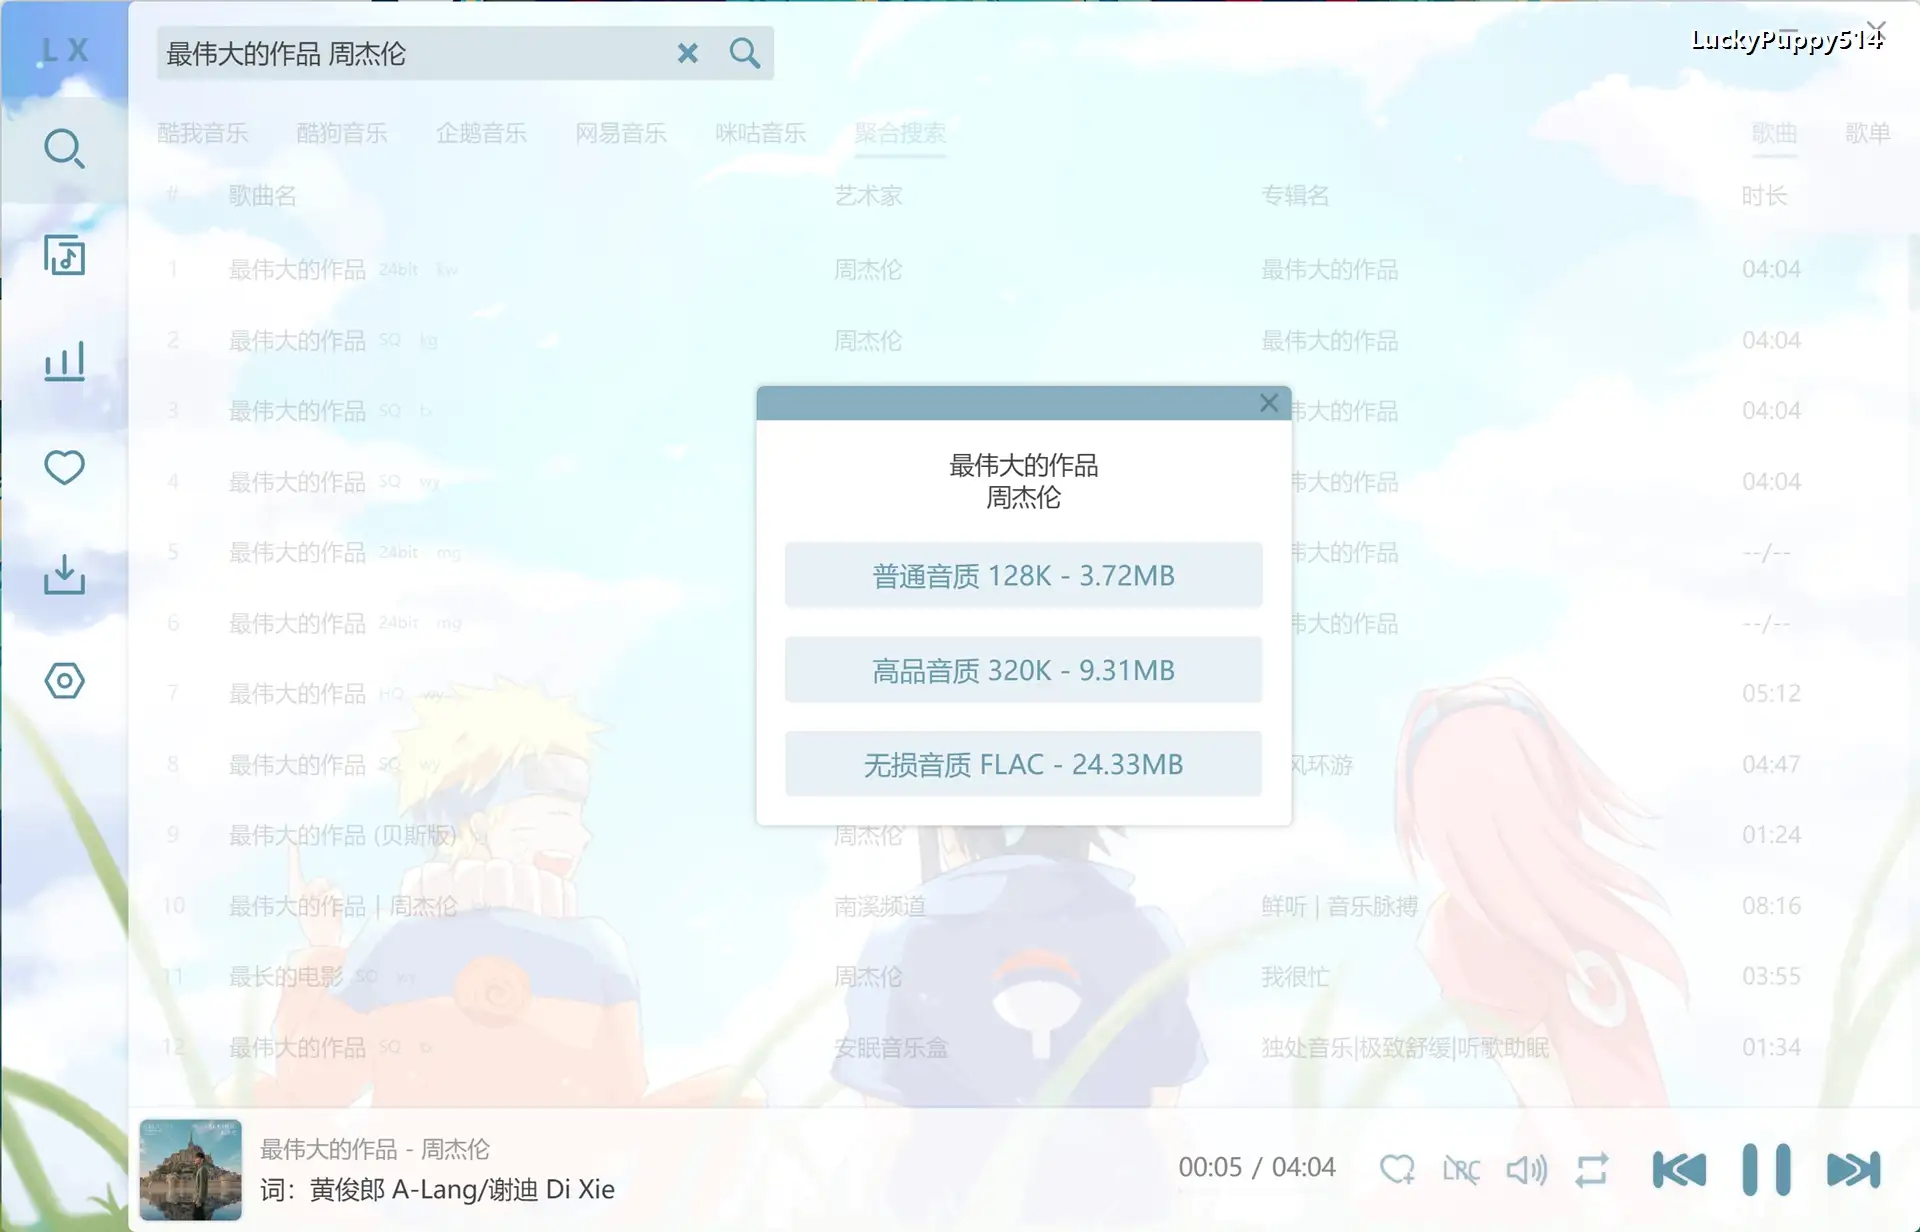 LX
最伟大的作品 周杰伦
LuckyPuppy514
酷我音乐 酷狗音乐 企鹅音乐 网易音乐 咪咕音乐 聚合搜索 歌曲 歌单
# 歌曲名 艺术家 专辑名 时长
1 最伟大的作品 24bit kw 周杰伦 最伟大的作品 04:04
2 最伟大的作品 SQ kg 周杰伦 最伟大的作品 04:04
3 最伟大的作品 SQ tx 伟大的作品 04:04
4 最伟大的作品 SQ wy 伟大的作品 04:04
5 最伟大的作品 24bit mg 伟大的作品 --/--
6 最伟大的作品 24bit mg 伟大的作品 --/--
7 最伟大的作品 HQ wy 05:12
8 最伟大的作品 SQ wy 风环游 04:47
9 最伟大的作品 (贝斯版) 周杰伦 01:24
10 最伟大的作品 | 周杰伦 南溪频道 鲜听 | 音乐脉搏 08:16
11 最长的电影 SQ wy 周杰伦 我很忙 03:55
12 最伟大的作品 SQ tx 安眠音乐盒 独处音乐|极致舒缓|听歌助眠 01:34
最伟大的作品
周杰伦
普通音质 128K - 3.72MB
高品音质 320K - 9.31MB
无损音质 FLAC - 24.33MB
最伟大的作品 - 周杰伦
词：黄俊郎 A-Lang/谢迪 Di Xie
00:05 / 04:04
LRC